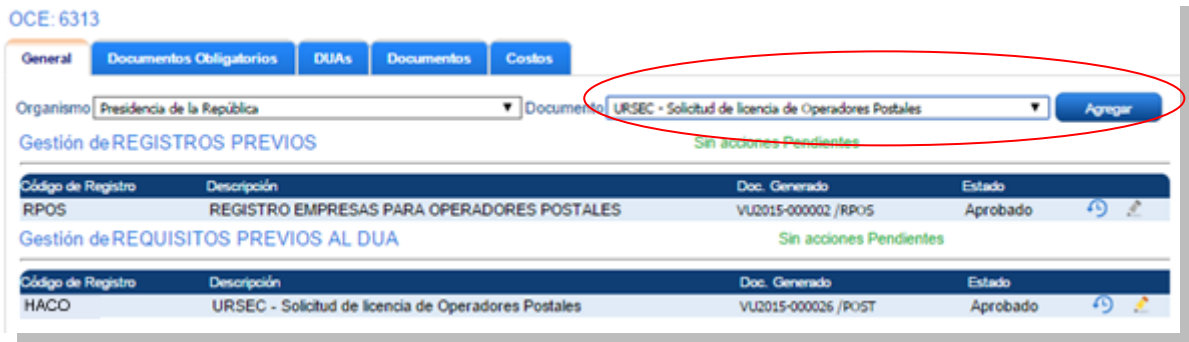 OCE: 6313
General Documentos Obligatorios DUAs Documentos Costos
Organismo Presidencia de la República Documento URSEC - Solicitud de licencia de Operadores Postales Agregar
Gestión de REGISTROS PREVIOS Sin acciones Pendientes
Código de Registro Descripción Doc. Generado Estado
RPOS REGISTRO EMPRESAS PARA OPERADORES POSTALES VU2015-000002 /RPOS Aprobado
Gestión de REQUISITOS PREVIOS AL DUA Sin acciones Pendientes
Código de Registro Descripción Doc. Generado Estado
HACO URSEC - Solicitud de licencia de Operadores Postales VU2015-000026 /POST Aprobado